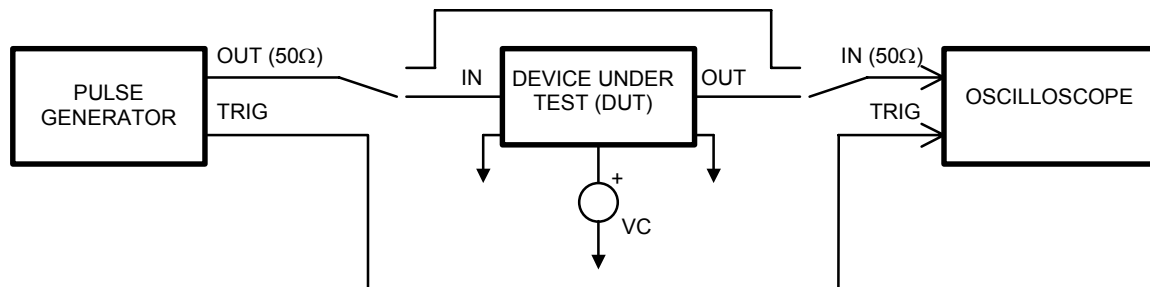 PULSE
GENERATOR
OUT (50Ω)
TRIG
IN
DEVICE UNDER
TEST (DUT)
OUT
+
VC
IN (50Ω)
TRIG
OSCILLOSCOPE